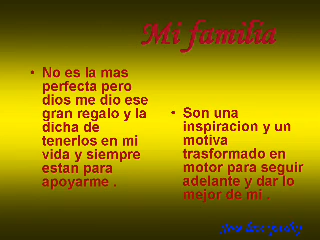 Mi familia
• No es la mas
perfecta pero
dios me dio ese
gran regalo y la
dicha de
tenerlos en mi
vida y siempre
estan para
apoyarme .
• Son una
inspiracion y un
motiva
trasformado en
motor para seguir
adelante y dar lo
mejor de mi .